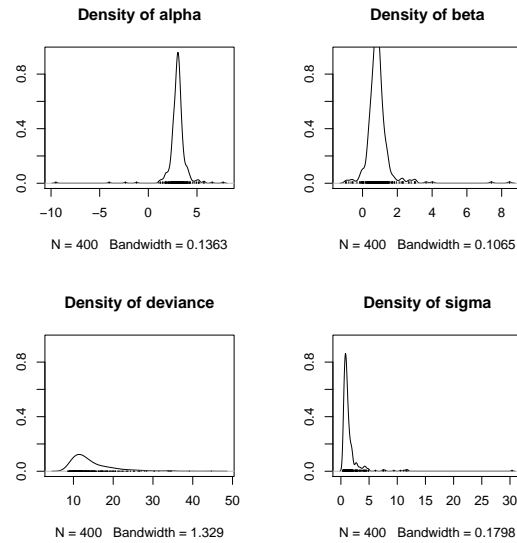 Density of alpha
0.0 0.4 0.8
−10 −5 0 5
N = 400 Bandwidth = 0.1363
Density of beta
0.0 0.4 0.8
0 2 4 6 8
N = 400 Bandwidth = 0.1065
Density of deviance
0.0 0.4 0.8
10 20 30 40 50
N = 400 Bandwidth = 1.329
Density of sigma
0.0 0.4 0.8
0 5 10 15 20 25 30
N = 400 Bandwidth = 0.1798